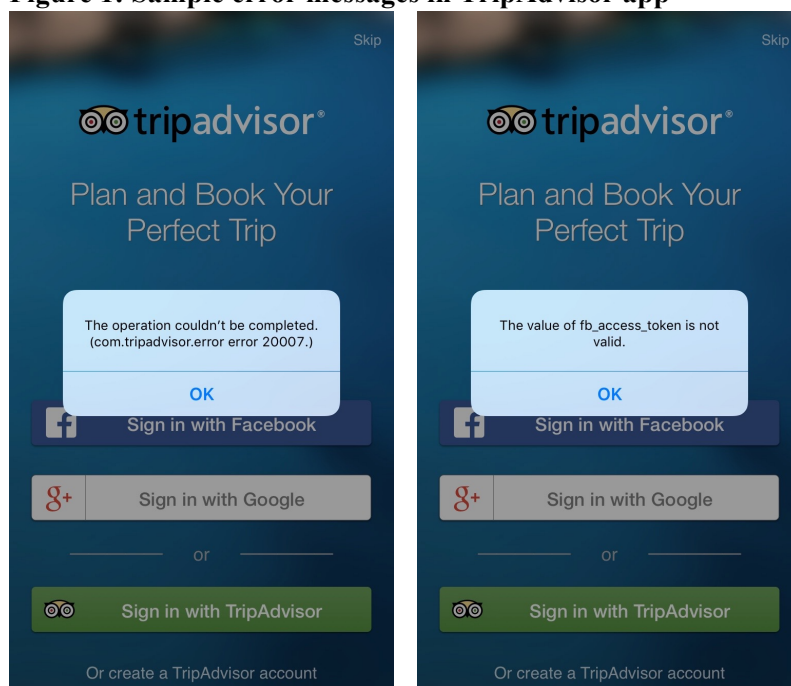 Figure 1: Sample error messages in TripAdvisor app
Skip
tripadvisor®
Plan and Book Your
Perfect Trip
The operation couldn't be completed.
(com.tripadvisor.error error 20007.)
OK
Sign in with Facebook
g+ Sign in with Google
or
Sign in with TripAdvisor
Or create a TripAdvisor account
Skip
tripadvisor®
Plan and Book Your
Perfect Trip
The value of fb_access_token is not
valid.
OK
Sign in with Facebook
g+ Sign in with Google
or
Sign in with TripAdvisor
Or create a TripAdvisor account